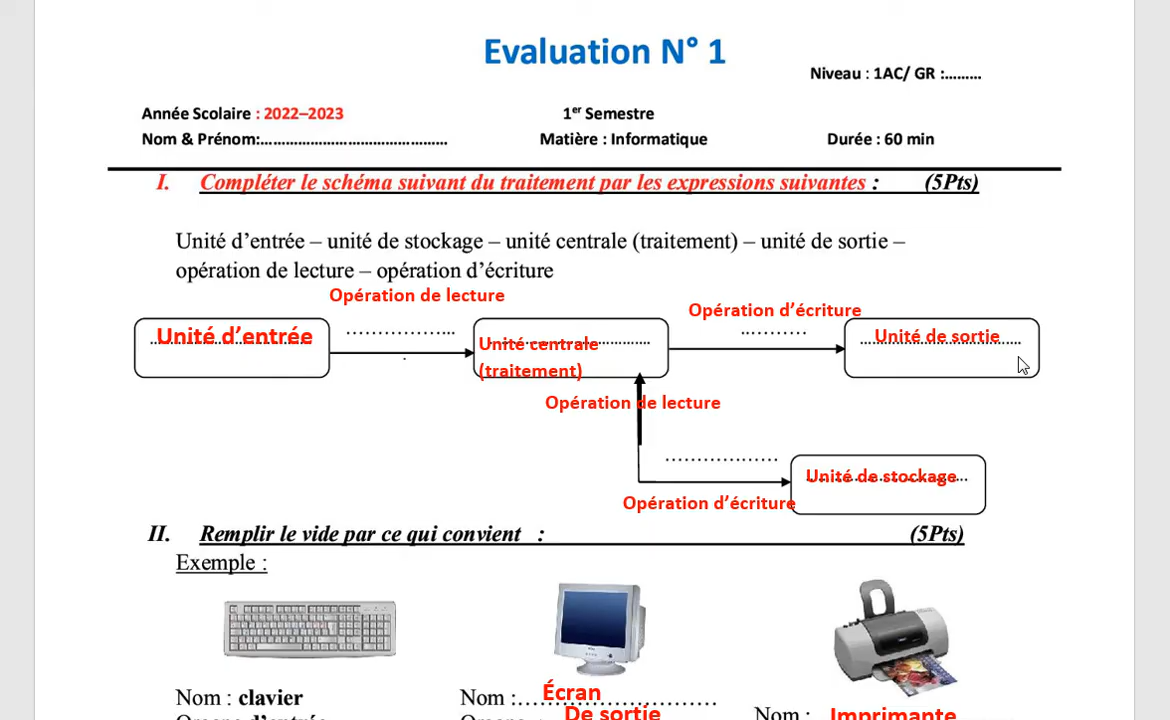 Evaluation N° 1
Niveau : 1AC/ GR :.........
Année Scolaire : 2022–2023 1er Semestre
Nom & Prénom:............................................. Matière : Informatique Durée : 60 min
I. Compléter le schéma suivant du traitement par les expressions suivantes : (5Pts)
Unité d’entrée – unité de stockage – unité centrale (traitement) – unité de sortie –
opération de lecture – opération d’écriture
Opération de lecture
Opération d’écriture
Unité d’entrée
Unité centrale
(traitement)
Unité de sortie
Opération de lecture
Unité de stockage
Opération d’écriture
II. Remplir le vide par ce qui convient : (5Pts)
Exemple :
Nom : clavier
Nom :.......................... Écran
De sortie
Nom : Imprimante